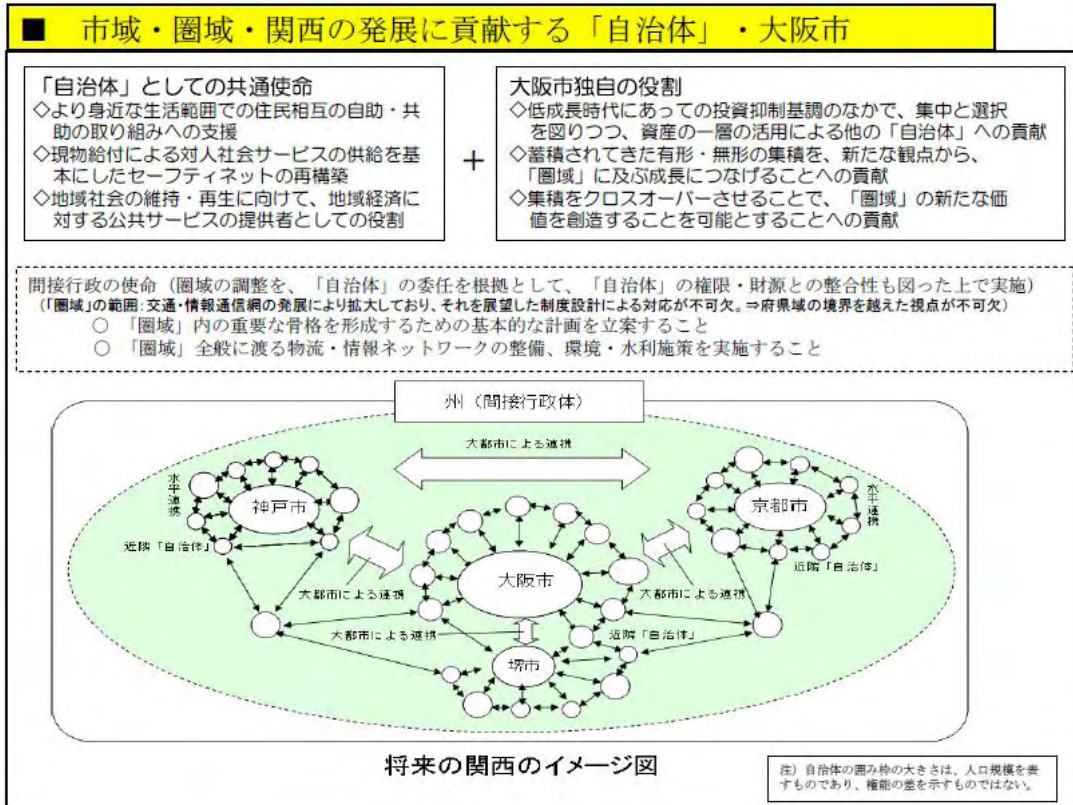 ■ 市域・圏域・関西の発展に貢献する「自治体」・大阪市
「自治体」としての共通使命
◇より身近な生活範囲での住民相互の自助・共
助の取り組みへの支援
◇現物給付による対人社会サービスの供給を基
本にしたセーフティネットの再構築
◇地域社会の維持・再生に向けて、地域経済に
対する公共サービスの提供者としての役割
＋
大阪市独自の役割
◇低成長時代にあっての投資抑制基調のなかで、集中と選択
を図りつつ、資産の一層の活用による他の「自治体」への貢献
◇蓄積されてきた有形・無形の集積を、新たな観点から、
「圏域」に及ぶ成長につなげることへの貢献
◇集積をクロスオーバーさせることで、「圏域」の新たな価
値を創造することを可能とすることへの貢献
間接行政の使命（圏域の調整を、「自治体」の委任を根拠として、「自治体」の権限・財源との整合性も図った上で実施）
（「圏域」の範囲：交通・情報通信網の発展により拡大しており、それを展望した制度設計による対応が不可欠。⇒府県域の境界を越えた視点が不可欠）
○ 「圏域」内の重要な骨格を形成するための基本的な計画を立案すること
○ 「圏域」全般に渡る物流・情報ネットワークの整備、環境・水利施策を実施すること
州（間接行政体）
大都市による連携
水平連携
神戸市
京都市
水平連携
近隣「自治体」
近隣「自治体」
大阪市
大都市による連携
大都市による連携
大都市による連携
近隣「自治体」
堺市
将来の関西のイメージ図
注）自治体の囲み枠の大きさは、人口規模を表
すものであり、権能の差を示すものではない。